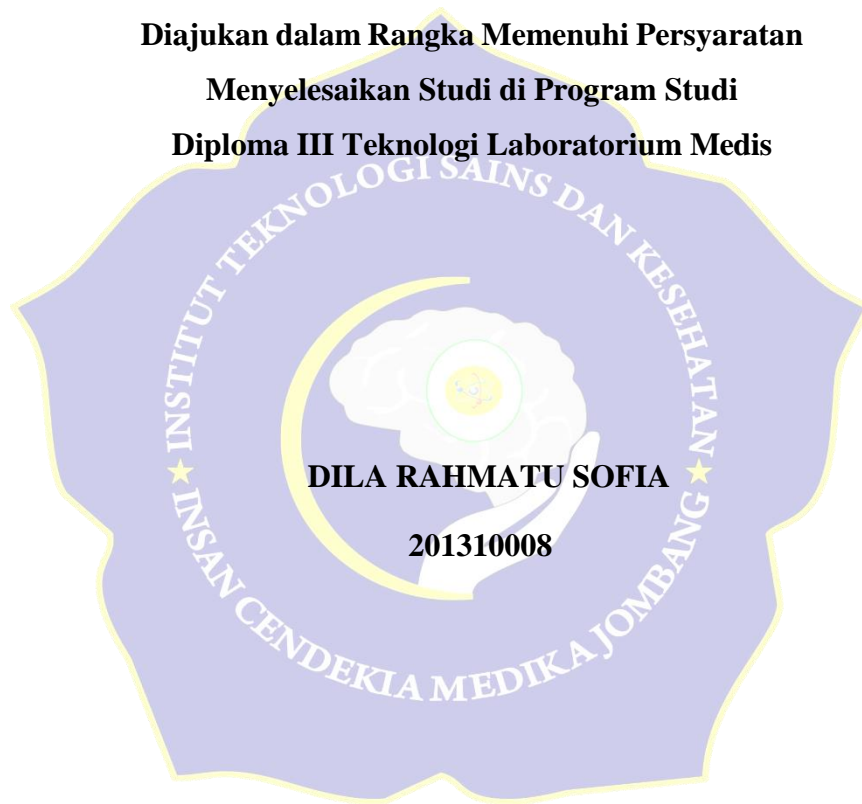 Diajukan dalam Rangka Memenuhi Persyaratan
Menyelesaikan Studi di Program Studi
Diploma III Teknologi Laboratorium Medis
INSTITUT TEKNOLOGI SAINS DAN KESEHATAN
DILA RAHMATU SOFIA
201310008
INSAN CENDEKIA MEDIKA JOMBANG